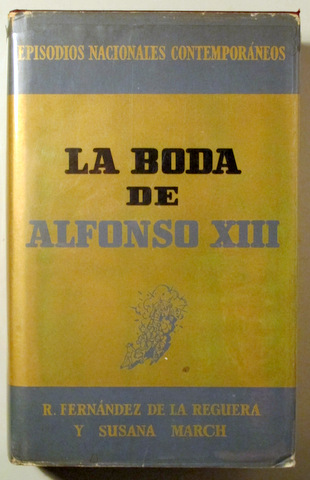 EPISODIOS NACIONALES CONTEMPORÁNEOS
LA BODA
DE
ALFONSO XIII
R. FERNÁNDEZ DE LA REGUERA
Y SUSANA MARCH